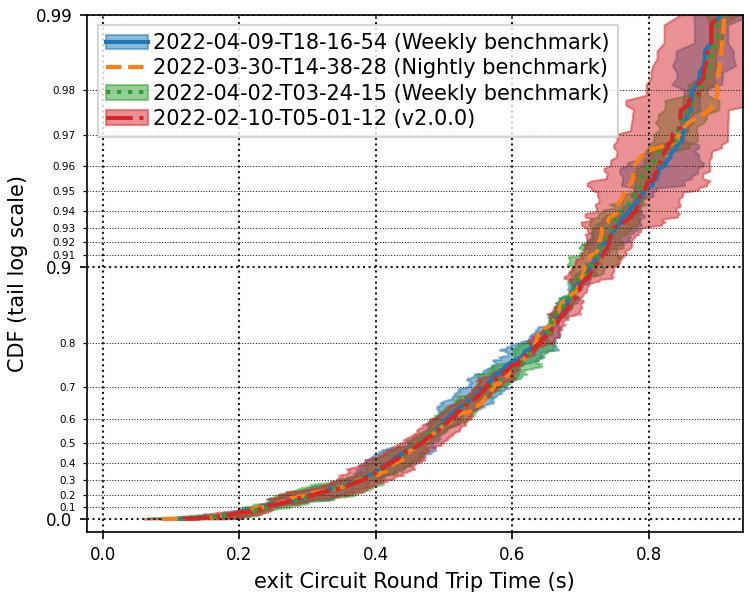 0.99
2022-04-09-T18-16-54 (Weekly benchmark)
2022-03-30-T14-38-28 (Nightly benchmark)
2022-04-02-T03-24-15 (Weekly benchmark)
2022-02-10-T05-01-12 (v2.0.0)
0.98
0.97
0.96
0.95
0.94
0.93
0.92
0.91
0.9
0.8
0.7
0.6
0.5
0.4
0.3
0.2
0.1
0.0
CDF (tail log scale)
0.0 0.2 0.4 0.6 0.8
exit Circuit Round Trip Time (s)